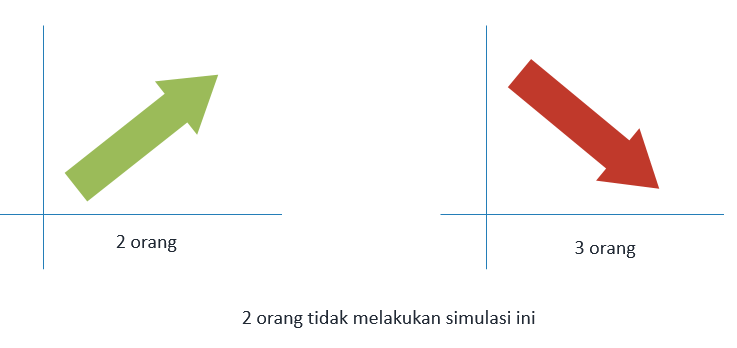 2 orang
3 orang
2 orang tidak melakukan simulasi ini